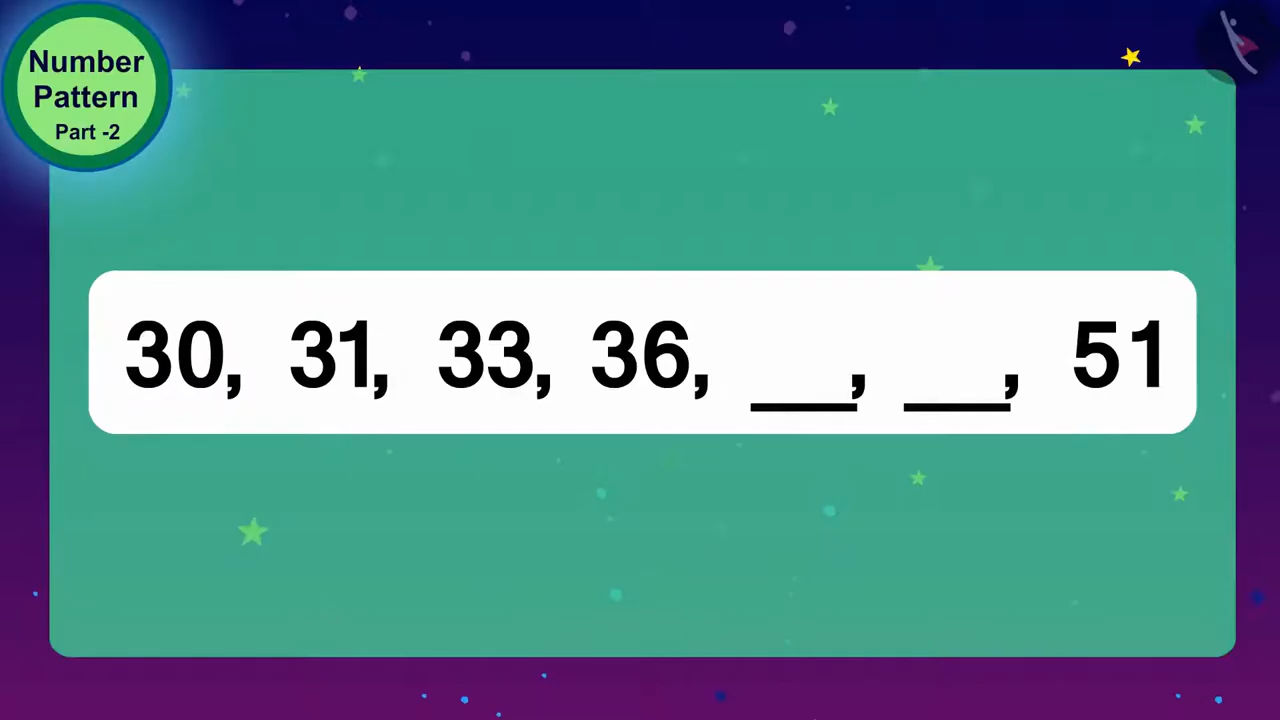 Number
Pattern
Part -2
30, 31, 33, 36, __, __, 51